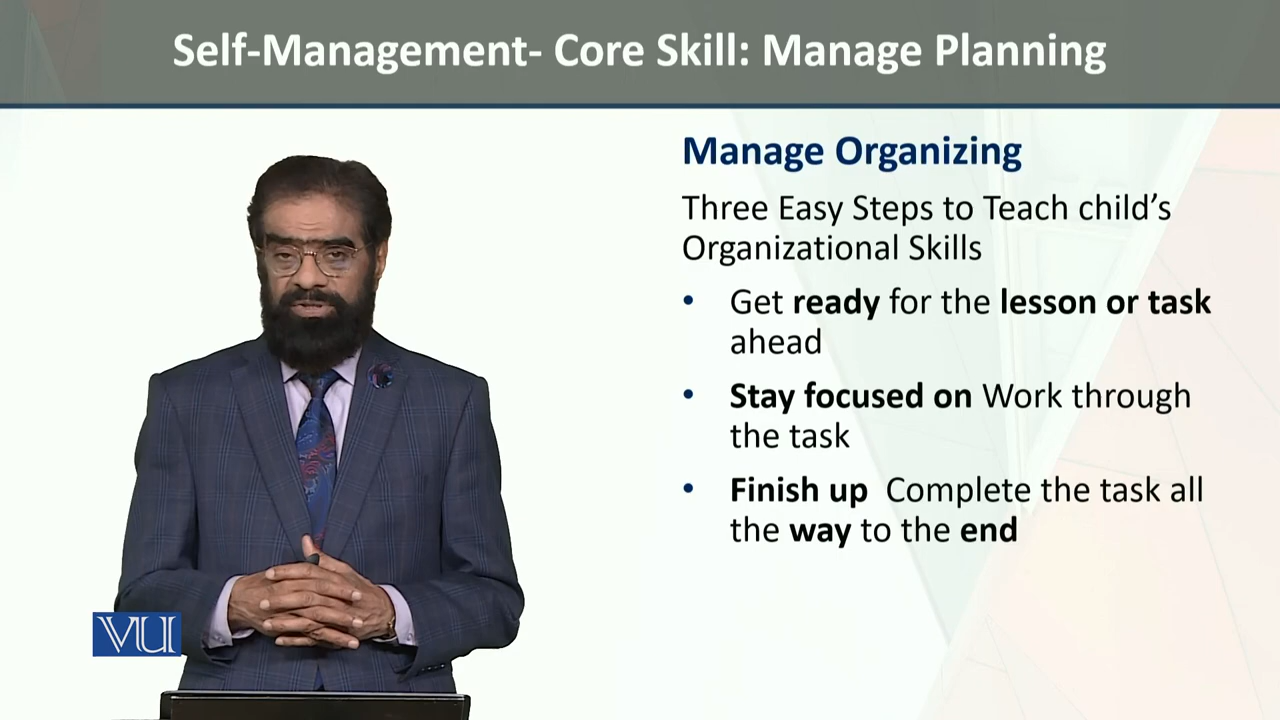 Self-Management- Core Skill: Manage Planning
Manage Organizing
Three Easy Steps to Teach child’s
Organizational Skills
• Get ready for the lesson or task
ahead
• Stay focused on Work through
the task
• Finish up  Complete the task all
the way to the end
VU